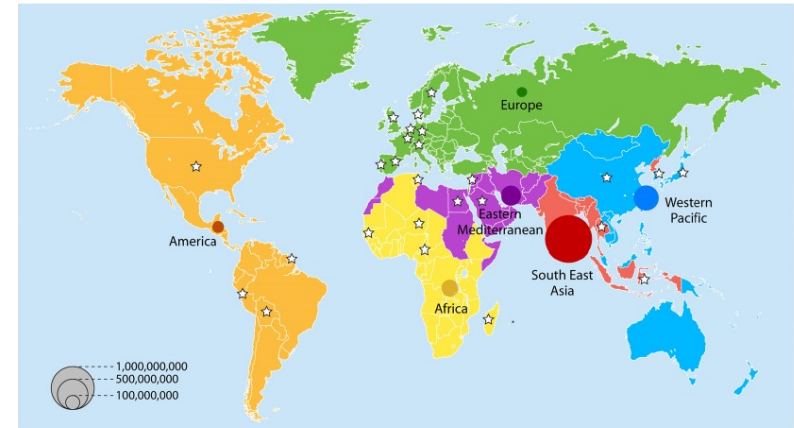 Europe
Western
Pacific
Eastern
Mediterranean
America
South East
Asia
Africa
1,000,000,000
500,000,000
100,000,000